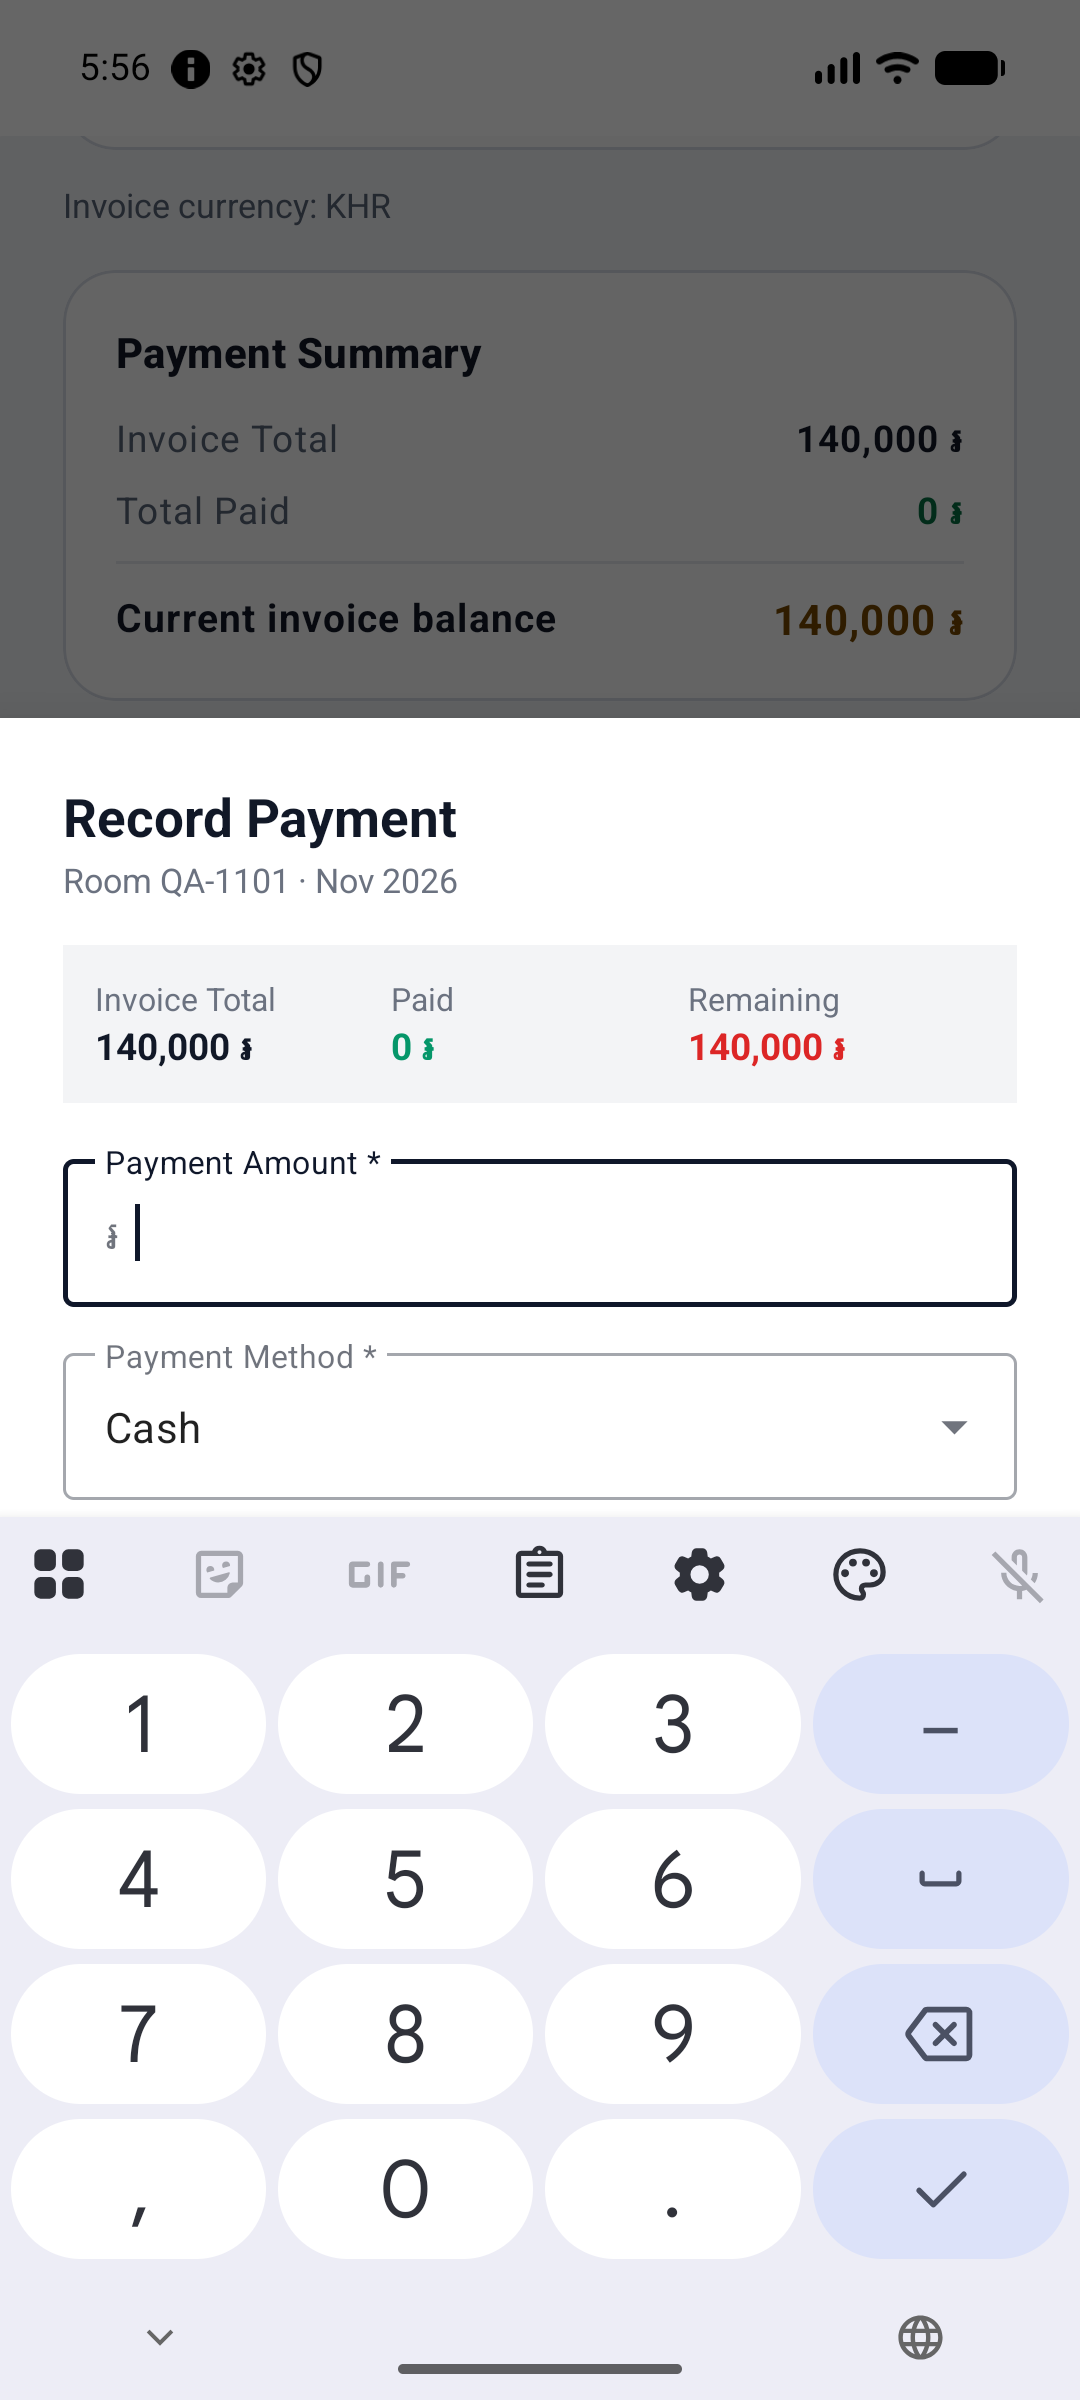 5:56
Invoice currency: KHR
Payment Summary
Invoice Total 140,000 ៛
Total Paid 0 ៛
Current invoice balance 140,000 ៛
Record Payment
Room QA-1101 · Nov 2026
Invoice Total Paid Remaining
140,000 ៛ 0 ៛ 140,000 ៛
Payment Amount *
៛
Payment Method *
Cash
GIF
1 2 3 –
4 5 6
7 8 9
, 0 .